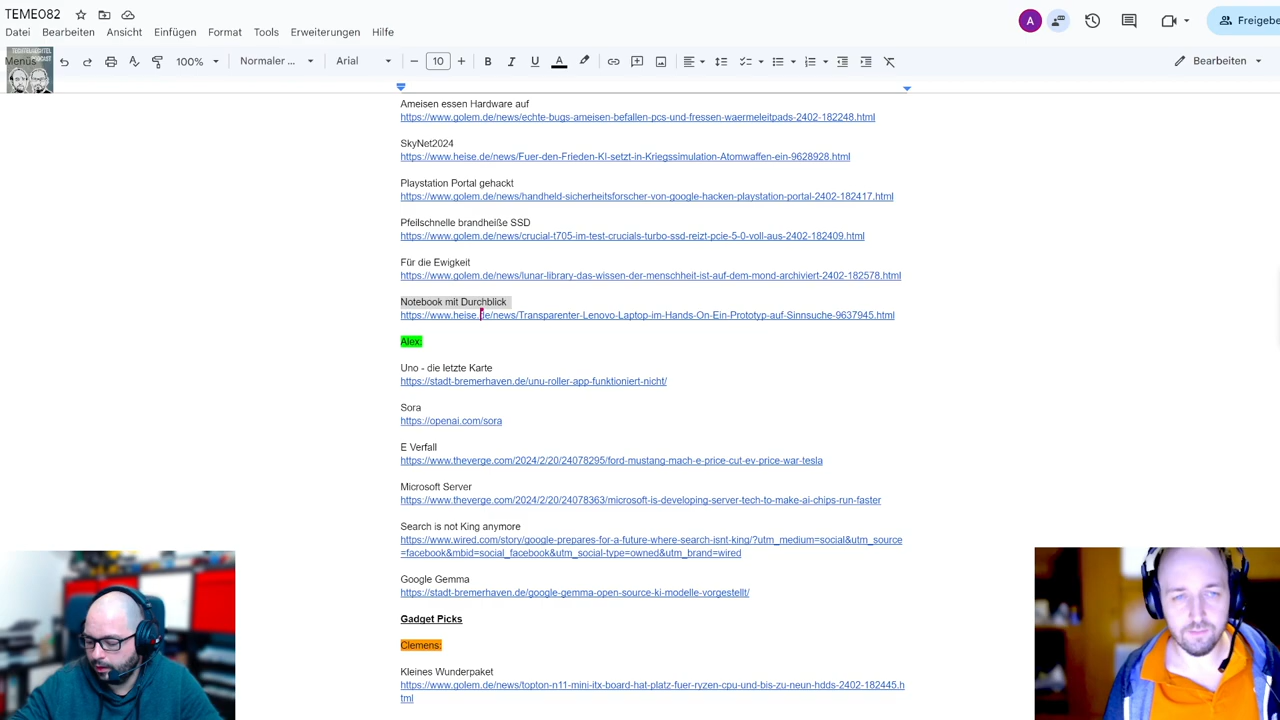 TEME082
Datei Bearbeiten Ansicht Einfügen Format Tools Erweiterungen Hilfe
Freigebe
Menüs
100% Normaler ... Arial 10 Bearbeiten
Ameisen essen Hardware auf
https://www.golem.de/news/echte-bugs-ameisen-befallen-pcs-und-fressen-waermeleitpads-2402-182248.html
SkyNet2024
https://www.heise.de/news/Fuer-den-Frieden-KI-setzt-in-Kriegssimulation-Atomwaffen-ein-9628928.html
Playstation Portal gehackt
https://www.golem.de/news/handheld-sicherheitsforscher-von-google-hacken-playstation-portal-2402-182417.html
Pfeilschnelle brandheiße SSD
https://www.golem.de/news/crucial-t705-im-test-crucials-turbo-ssd-reizt-pcie-5-0-voll-aus-2402-182409.html
Für die Ewigkeit
https://www.golem.de/news/lunar-library-das-wissen-der-menschheit-ist-auf-dem-mond-archiviert-2402-182578.html
Notebook mit Durchblick
https://www.heise.de/news/Transparenter-Lenovo-Laptop-im-Hands-On-Ein-Prototyp-auf-Sinnsuche-9637945.html
Alex:
Uno - die letzte Karte
https://stadt-bremerhaven.de/unu-roller-app-funktioniert-nicht/
Sora
https://openai.com/sora
E Verfall
https://www.theverge.com/2024/2/20/24078295/ford-mustang-mach-e-price-cut-ev-price-war-tesla
Microsoft Server
https://www.theverge.com/2024/2/20/24078363/microsoft-is-developing-server-tech-to-make-ai-chips-run-faster
Search is not King anymore
https://www.wired.com/story/google-prepares-for-a-future-where-search-isnt-king/?utm_medium=social&utm_source
=facebook&mbid=social_facebook&utm_social-type=owned&utm_brand=wired
Google Gemma
https://stadt-bremerhaven.de/google-gemma-open-source-ki-modelle-vorgestellt/
Gadget Picks
Clemens:
Kleines Wunderpaket
https://www.golem.de/news/topton-n11-mini-itx-board-hat-platz-fuer-ryzen-cpu-und-bis-zu-neun-hdds-2402-182445.h
tml